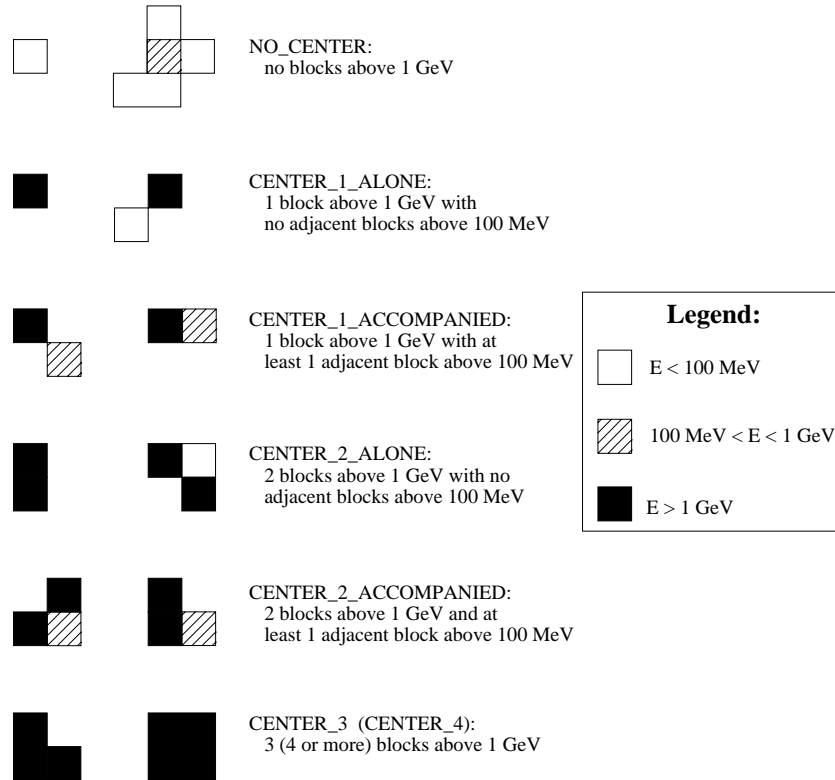 NO_CENTER:
no blocks above 1 GeV
CENTER_1_ALONE:
1 block above 1 GeV with
no adjacent blocks above 100 MeV
CENTER_1_ACCOMPANIED:
1 block above 1 GeV with at
least 1 adjacent block above 100 MeV
CENTER_2_ALONE:
2 blocks above 1 GeV with no
adjacent blocks above 100 MeV
CENTER_2_ACCOMPANIED:
2 blocks above 1 GeV and at
least 1 adjacent block above 100 MeV
CENTER_3 (CENTER_4):
3 (4 or more) blocks above 1 GeV
Legend:
E < 100 MeV
100 MeV < E < 1 GeV
E > 1 GeV